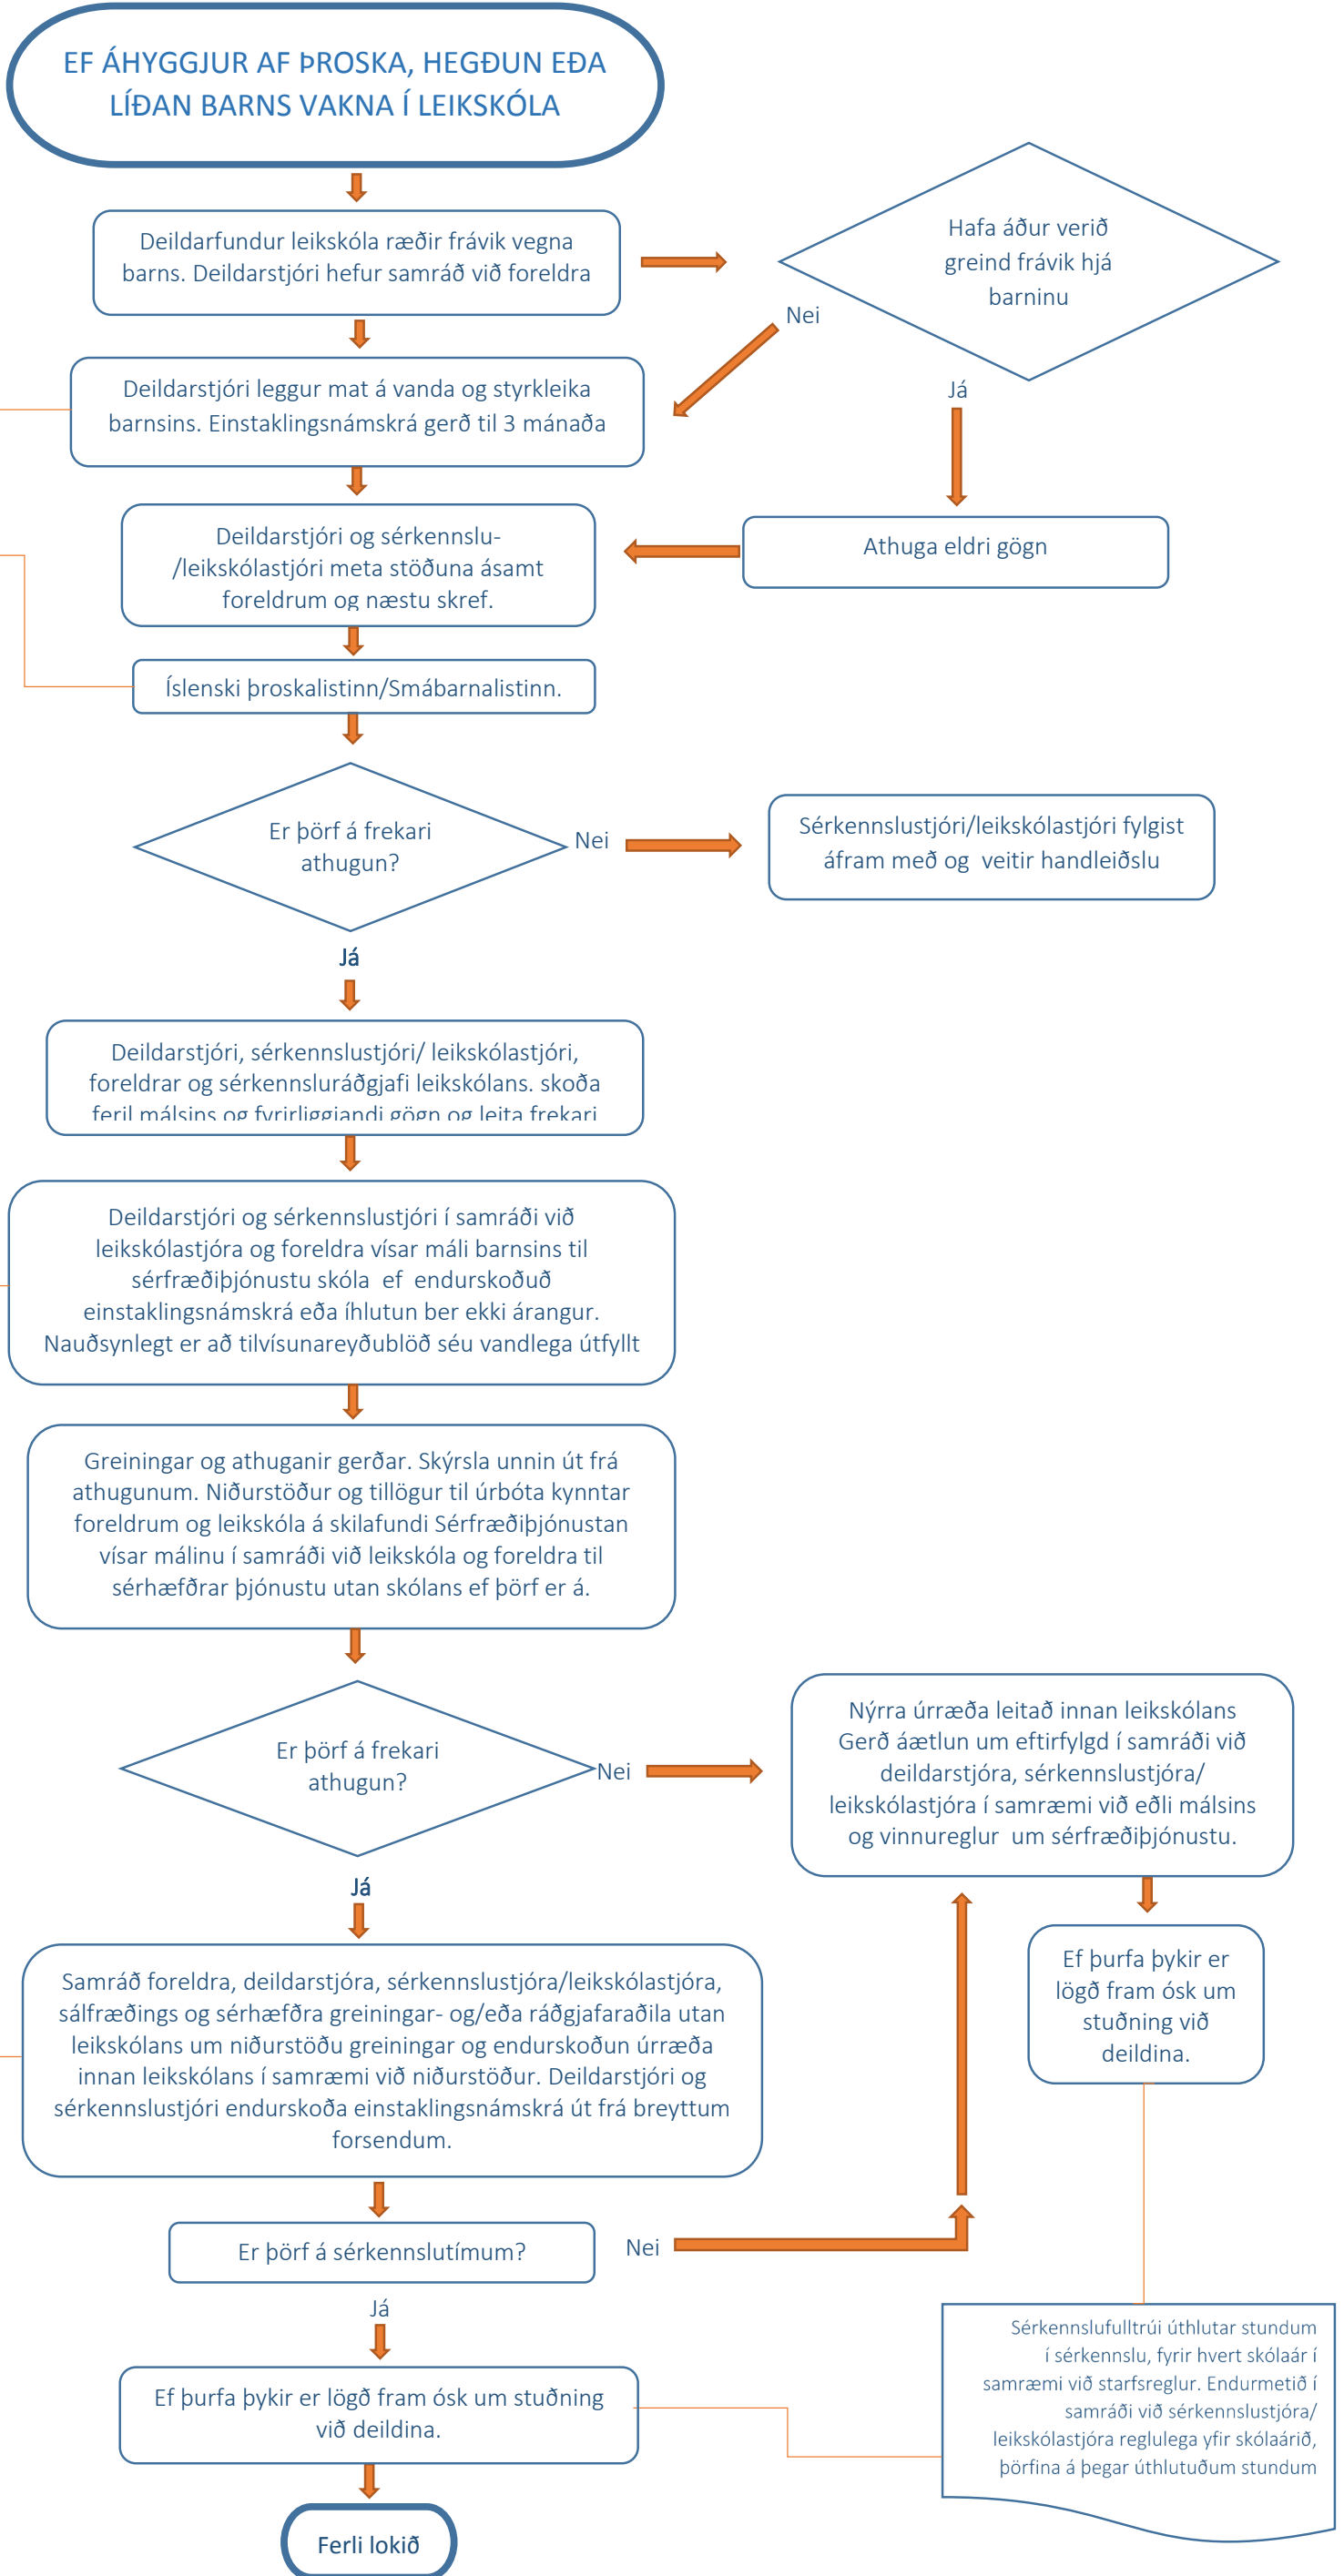 EF ÁHYGGJUR AF ÞROSKA, HEGÐUN EÐA
LÍÐAN BARNS VAKNA Í LEIKSKÓLA
Deildarfundur leikskóla ræðir frávik vegna
barns. Deildarstjóri hefur samráð við foreldra
Hafa áður verið
greind frávik hjá
barninu
Nei
Já
Deildarstjóri leggur mat á vanda og styrkleika
barnsins. Einstaklingsnámskrá gerð til 3 mánaða
Deildarstjóri og sérkennslu-
/leikskólastjóri meta stöðuna ásamt
foreldrum og næstu skref.
Athuga eldri gögn
Íslenski þroskalistinn/Smábarnalistinn.
Er þörf á frekari
athugun?
Nei
Sérkennslustjóri/leikskólastjóri fylgist
áfram með og  veitir handleiðslu
Já
Deildarstjóri, sérkennslustjóri/ leikskólastjóri,
foreldrar og sérkennsluráðgjafi leikskólans. skoða
feril málsins og fyrirliggjandi gögn og leita frekari
Deildarstjóri og sérkennslustjóri í samráði við
leikskólastjóra og foreldra vísar máli barnsins til
sérfræðiþjónustu skóla  ef  endurskoðuð
einstaklingsnámskrá eða íhlutun ber ekki árangur.
Nauðsynlegt er að tilvísunareyðublöð séu vandlega útfyllt
Greiningar og athuganir gerðar. Skýrsla unnin út frá
athugunum. Niðurstöður og tillögur til úrbóta kynntar
foreldrum og leikskóla á skilafundi Sérfræðiþjónustan
vísar málinu í samráði við leikskóla og foreldra til
sérhæfðrar þjónustu utan skólans ef þörf er á.
Er þörf á frekari
athugun?
Nei
Nýrra úrræða leitað innan leikskólans
Gerð áætlun um eftirfylgd í samráði við
deildarstjóra, sérkennslustjóra/
leikskólastjóra í samræmi við eðli málsins
og vinnureglur  um sérfræðiþjónustu.
Já
Ef þurfa þykir er
lögð fram ósk um
stuðning við
deildina.
Samráð foreldra, deildarstjóra, sérkennslustjóra/leikskólastjóra,
sálfræðings og sérhæfðra greiningar- og/eða ráðgjafaraðila utan
leikskólans um niðurstöðu greiningar og endurskoðun úrræða
innan leikskólans í samræmi við niðurstöður. Deildarstjóri og
sérkennslustjóri endurskoða einstaklingsnámskrá út frá breyttum
forsendum.
Er þörf á sérkennslutímum?
Nei
Já
Ef þurfa þykir er lögð fram ósk um stuðning
við deildina.
Sérkennslufulltrúi úthlutar stundum
í sérkennslu, fyrir hvert skólaár í
samræmi við starfsreglur. Endurmetið í
samráði við sérkennslustjóra/
leikskólastjóra reglulega yfir skólaárið,
þörfina á þegar úthlutuðum stundum
Ferli lokið